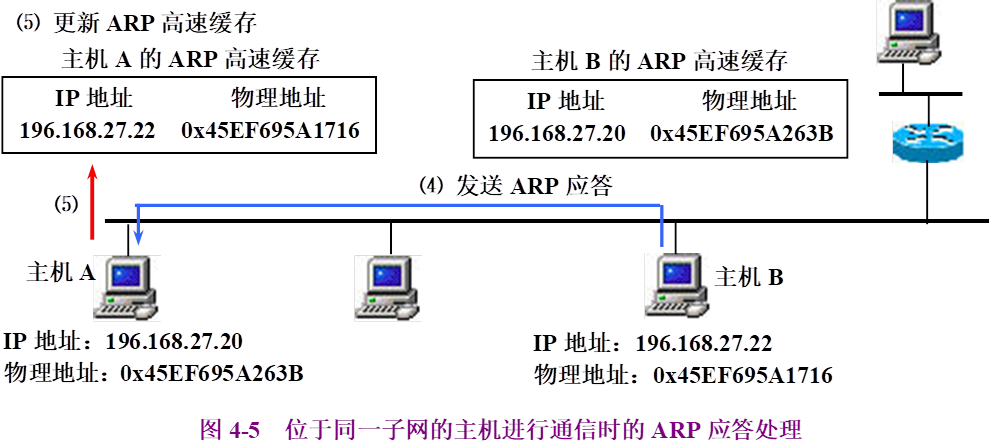 ⑸ 更新 ARP 高速缓存
主机 A 的 ARP 高速缓存
IP 地址 物理地址
196.168.27.22 0x45EF695A1716
主机 B 的 ARP 高速缓存
IP 地址 物理地址
196.168.27.20 0x45EF695A263B
⑷ 发送 ARP 应答
⑸
主机 A
主机 B
IP 地址：196.168.27.20
物理地址：0x45EF695A263B
IP 地址：196.168.27.22
物理地址：0x45EF695A1716
图 4-5 位于同一子网的主机进行通信时的 ARP 应答处理